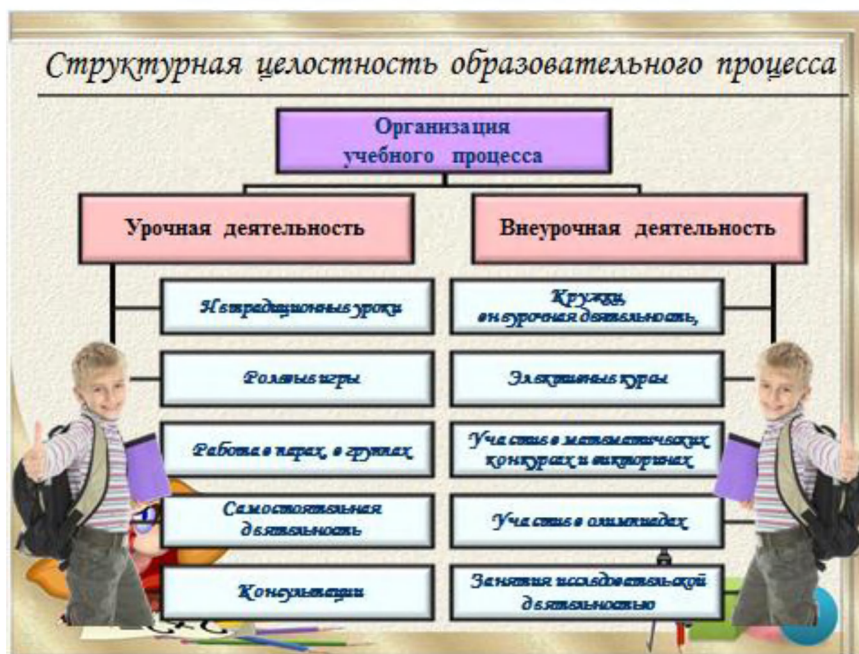 Структурная целостность образовательного процесса
Организация
учебного процесса
Урочная деятельность
Внеурочная деятельность
Нетрадиционные уроки
Ролевые игры
Работа в парах, в группах
Самостоятельная
деятельность
Консультации
Кружки,
внеурочная деятельность,
Элективные курсы
Участие в математических
конкурсах и викторинах
Участие в олимпиадах
Занятия исследовательской
деятельностью